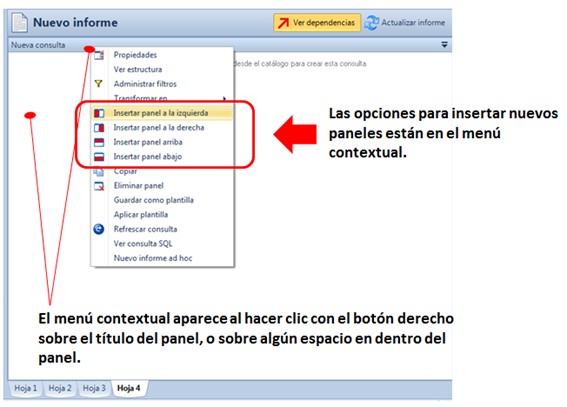 Nuevo informe
Ver dependencias
Actualizar informe
Nueva consulta
desde el catálogo para crear esta consulta
Propiedades
Ver estructura
Administrar filtros
Transformar en
Insertar panel a la izquierda
Insertar panel a la derecha
Insertar panel arriba
Insertar panel abajo
Copiar
Eliminar panel
Guardar como plantilla
Aplicar plantilla
Refrescar consulta
Ver consulta SQL
Nuevo informe ad hoc
Las opciones para insertar nuevos
paneles están en el menú
contextual.
El menú contextual aparece al hacer clic con el botón derecho
sobre el título del panel, o sobre algún espacio en dentro del
panel.
Hoja 1 Hoja 2 Hoja 3 Hoja 4